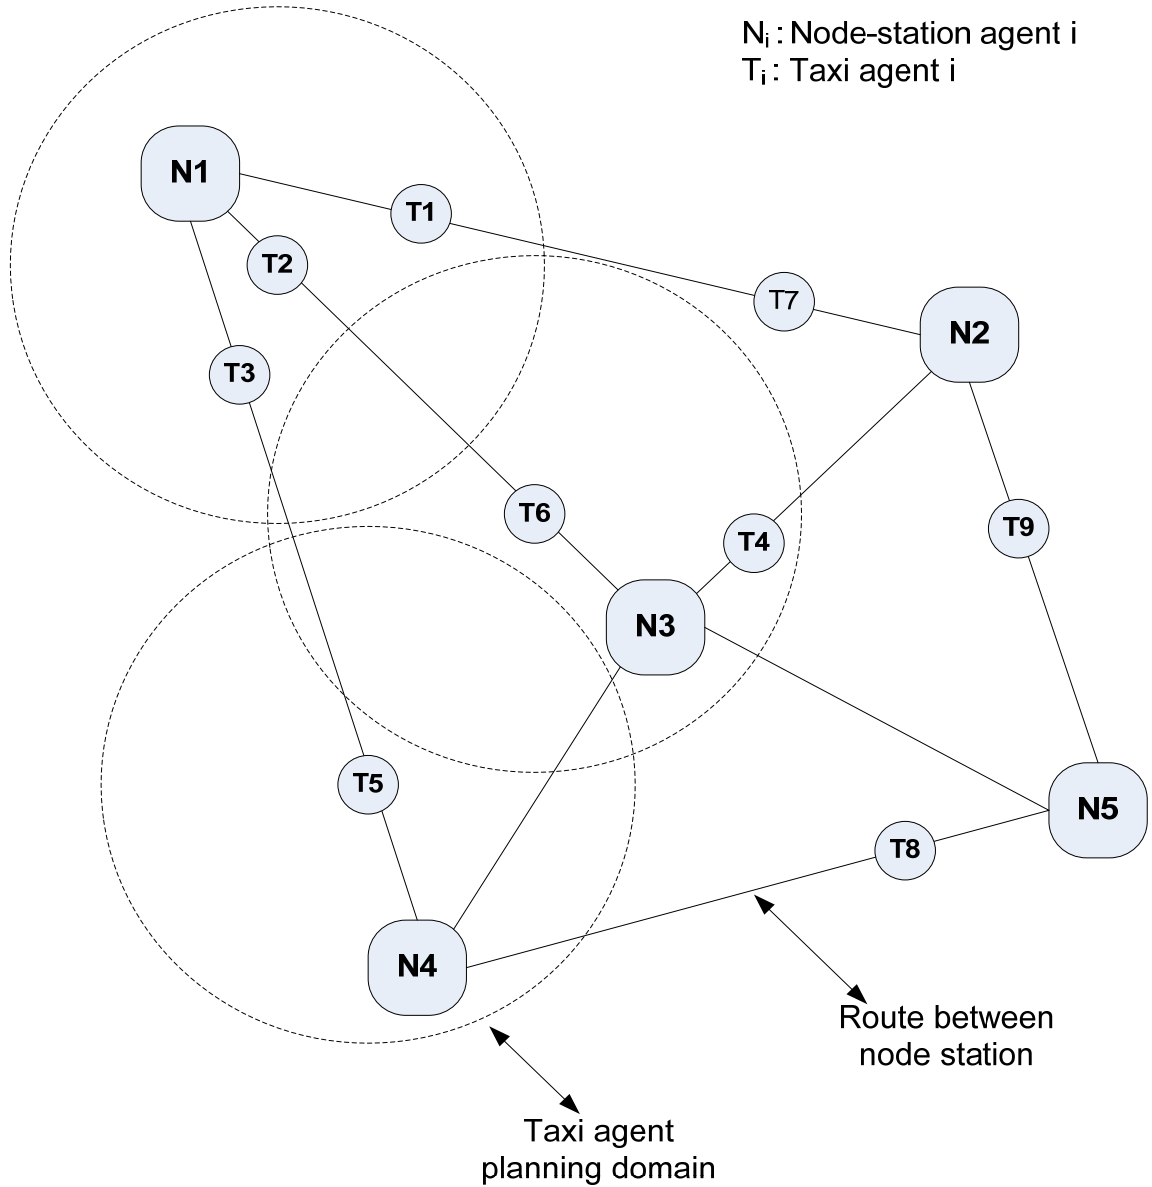 Nᵢ : Node-station agent i
Tᵢ : Taxi agent i
N1
T1
T2
T7
N2
T3
T6
T4
T9
N3
T5
N5
T8
N4
Route between
node station
Taxi agent
planning domain